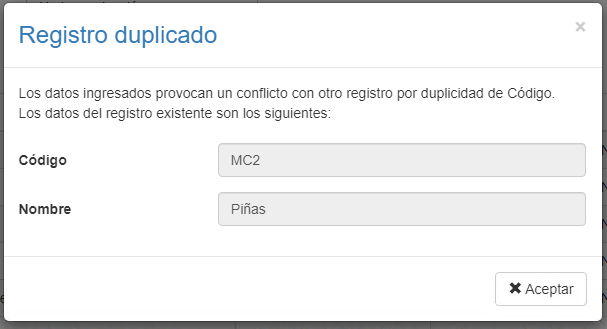 Registro duplicado
×
Los datos ingresados provocan un conflicto con otro registro por duplicidad de Código.
Los datos del registro existente son los siguientes:
Código MC2
Nombre Piñas
✖ Aceptar